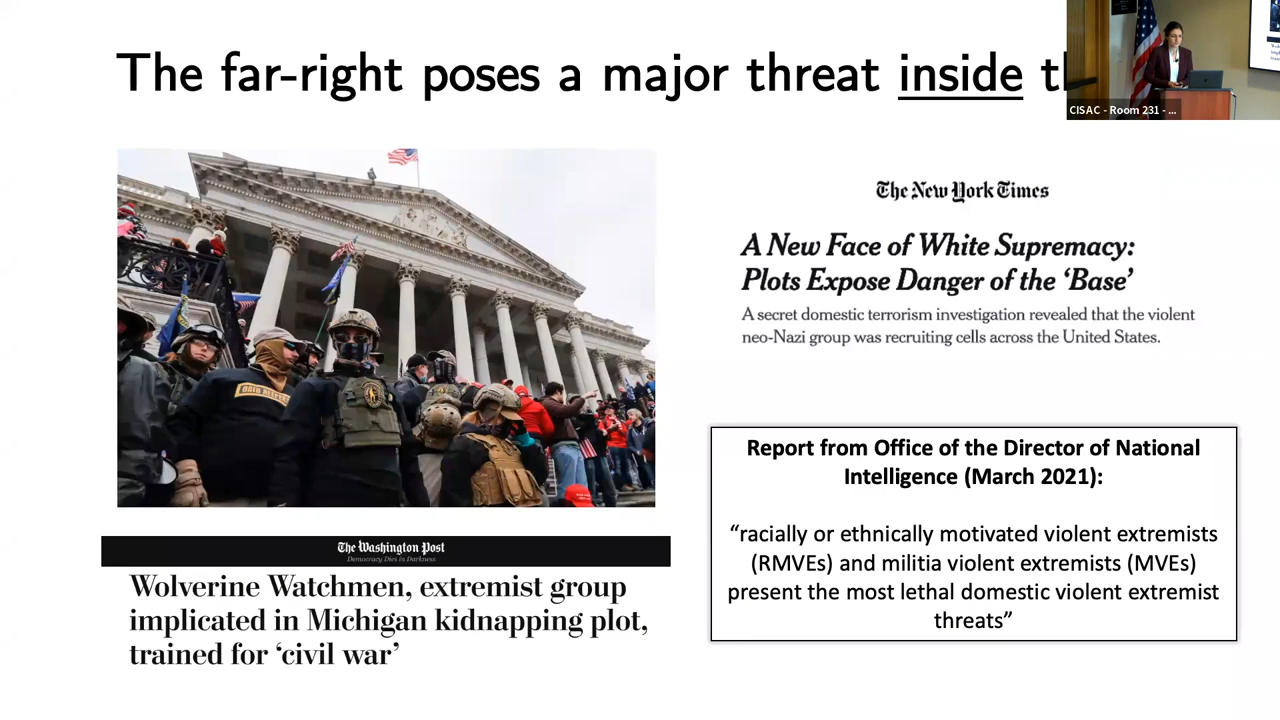 The far-right poses a major threat inside
CISAC - Room 231 - ...
OATH KEEPERS
The New York Times
A New Face of White Supremacy:
Plots Expose Danger of the ‘Base’
A secret domestic terrorism investigation revealed that the violent
neo-Nazi group was recruiting cells across the United States.
The Washington Post
Democracy Dies in Darkness
Wolverine Watchmen, extremist group
implicated in Michigan kidnapping plot,
trained for ‘civil war’
Report from Office of the Director of National
Intelligence (March 2021):
“racially or ethnically motivated violent extremists
(RMVEs) and militia violent extremists (MVEs)
present the most lethal domestic violent extremist
threats”